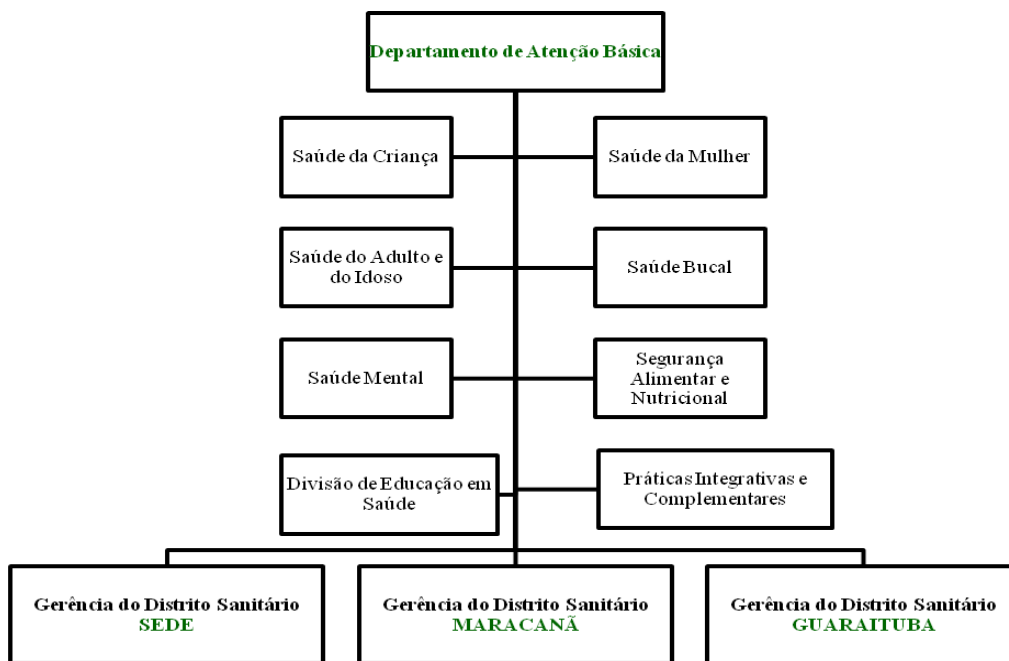 Departamento de Atenção Básica
Saúde da Criança
Saúde da Mulher
Saúde do Adulto e
do Idoso
Saúde Bucal
Saúde Mental
Segurança
Alimentar e
Nutricional
Divisão de Educação em
Saúde
Práticas Integrativas e
Complementares
Gerência do Distrito Sanitário
SEDE
Gerência do Distrito Sanitário
MARACANÃ
Gerência do Distrito Sanitário
GUARAITUBA